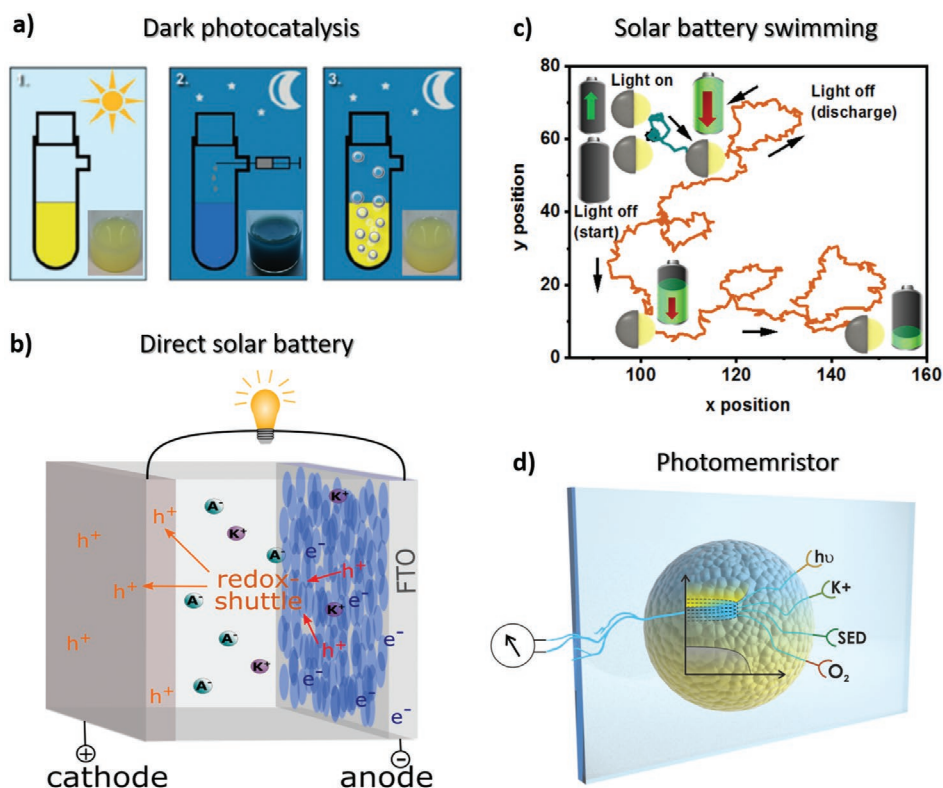 a)
Dark photocatalysis
1.
2.
3.
b)
Direct solar battery
h+
h+
h+
h+
h+
h+
A-
K+
A-
A-
A-
K+
A-
redox-
shuttle
K+
e-
h+
K+
e-
h+
e-
e-
e-
e-
FTO
+
cathode
-
anode
c)
Solar battery swimming
80
60
40
20
0
y position
Light on
Light off
(discharge)
Light off
(start)
100
120
140
160
x position
d)
Photomemristor
hυ
K+
SED
O₂